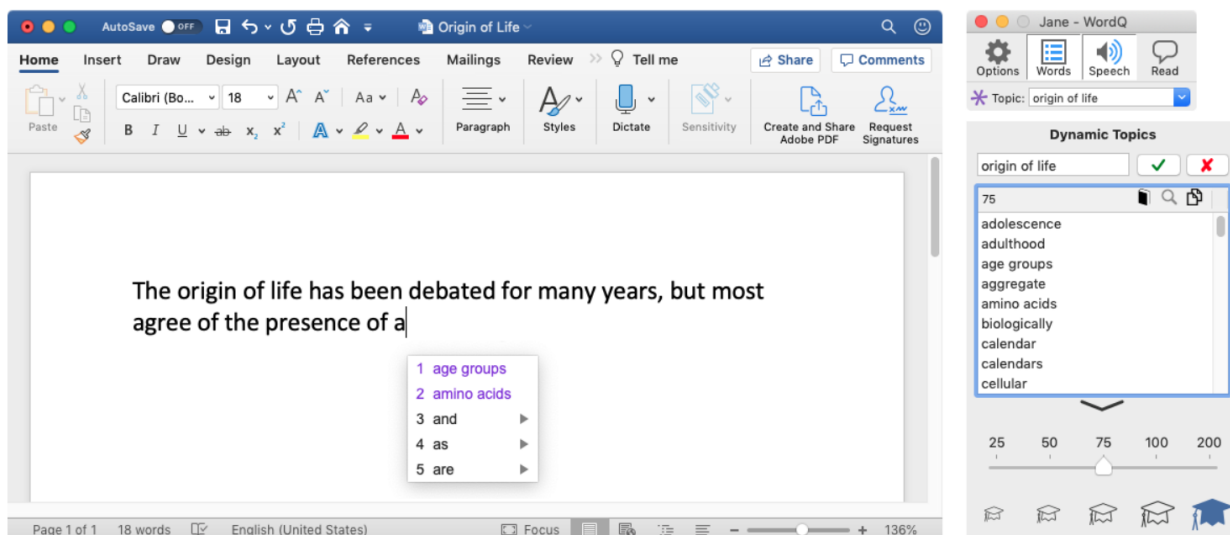 AutoSave OFF
Origin of Life
Home Insert Draw Design Layout References Mailings Review Tell me Share Comments
Calibri (Bo... 18 A^ A˅ Aa A
Paste
B I U ab x₂ x² A A
Paragraph
Styles
Dictate
Sensitivity
Create and Share
Adobe PDF
Request
Signatures
The origin of life has been debated for many years, but most
agree of the presence of a
1 age groups
2 amino acids
3 and
4 as
5 are
Page 1 of 1 18 words English (United States) Focus 136%
Jane - WordQ
Options Words Speech Read
Topic: origin of life
Dynamic Topics
origin of life
75
adolescence
adulthood
age groups
aggregate
amino acids
biologically
calendar
calendars
cellular
25 50 75 100 200